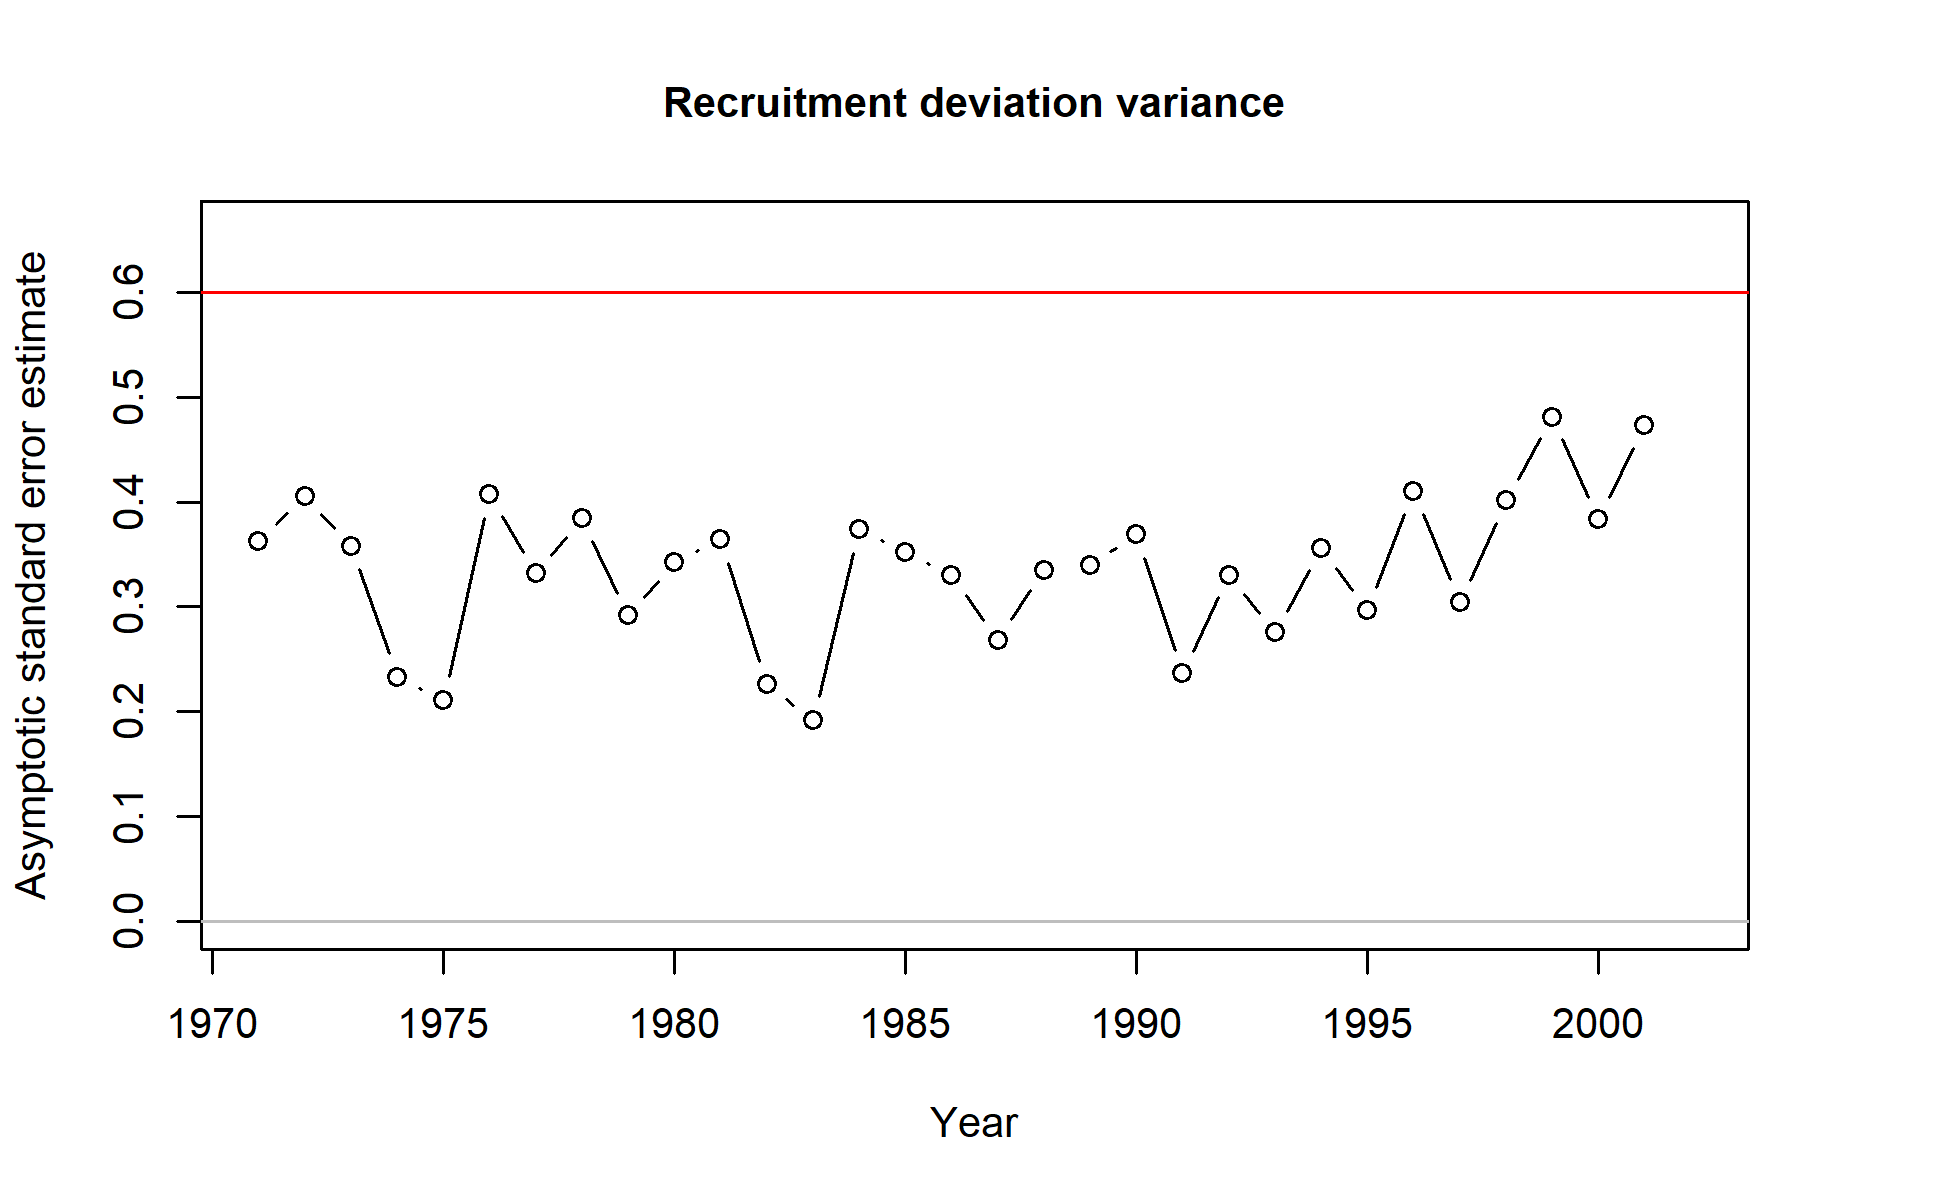 Recruitment deviation variance
Asymptotic standard error estimate
0.6
0.5
0.4
0.3
0.2
0.1
0.0
1970 1975 1980 1985 1990 1995 2000
Year